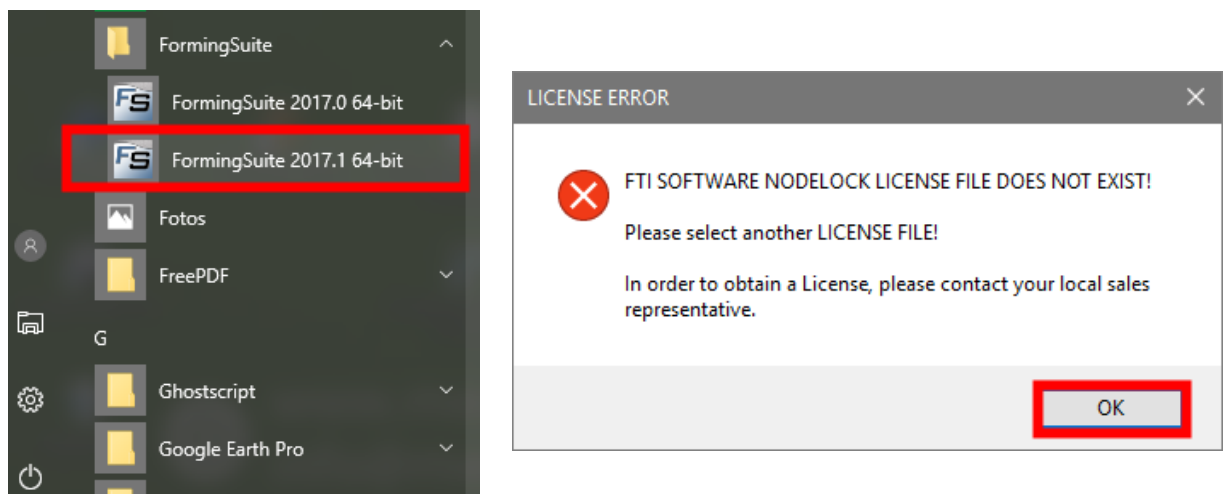 FormingSuite
FS FormingSuite 2017.0 64-bit
FS FormingSuite 2017.1 64-bit
Fotos
FreePDF
G
Ghostscript
Google Earth Pro
LICENSE ERROR
FTI SOFTWARE NODELOCK LICENSE FILE DOES NOT EXIST!
Please select another LICENSE FILE!
In order to obtain a License, please contact your local sales
representative.
OK